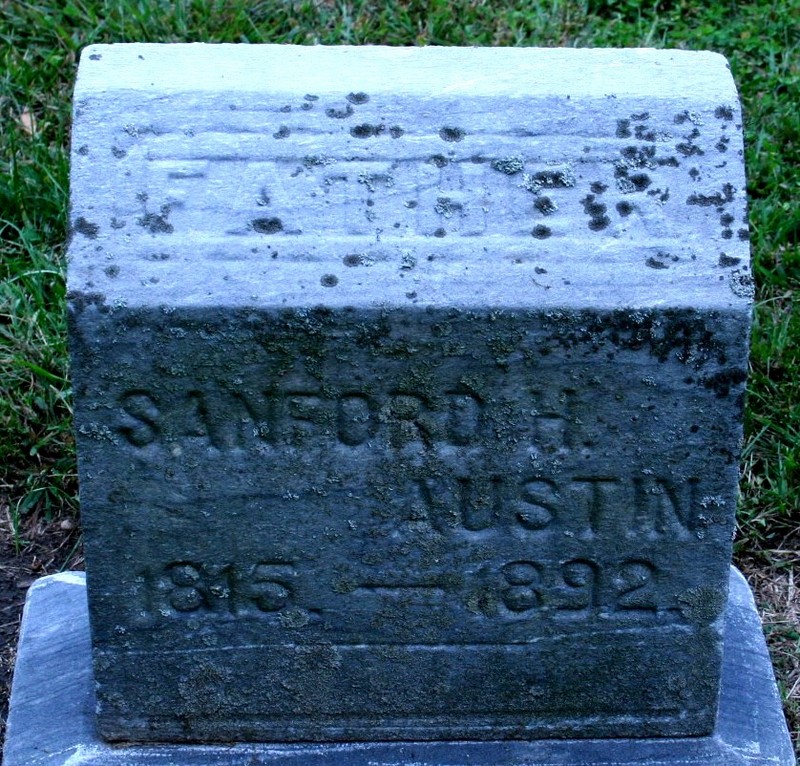 FATHER
SANFORD H.
AUSTIN
1815. — 1892.